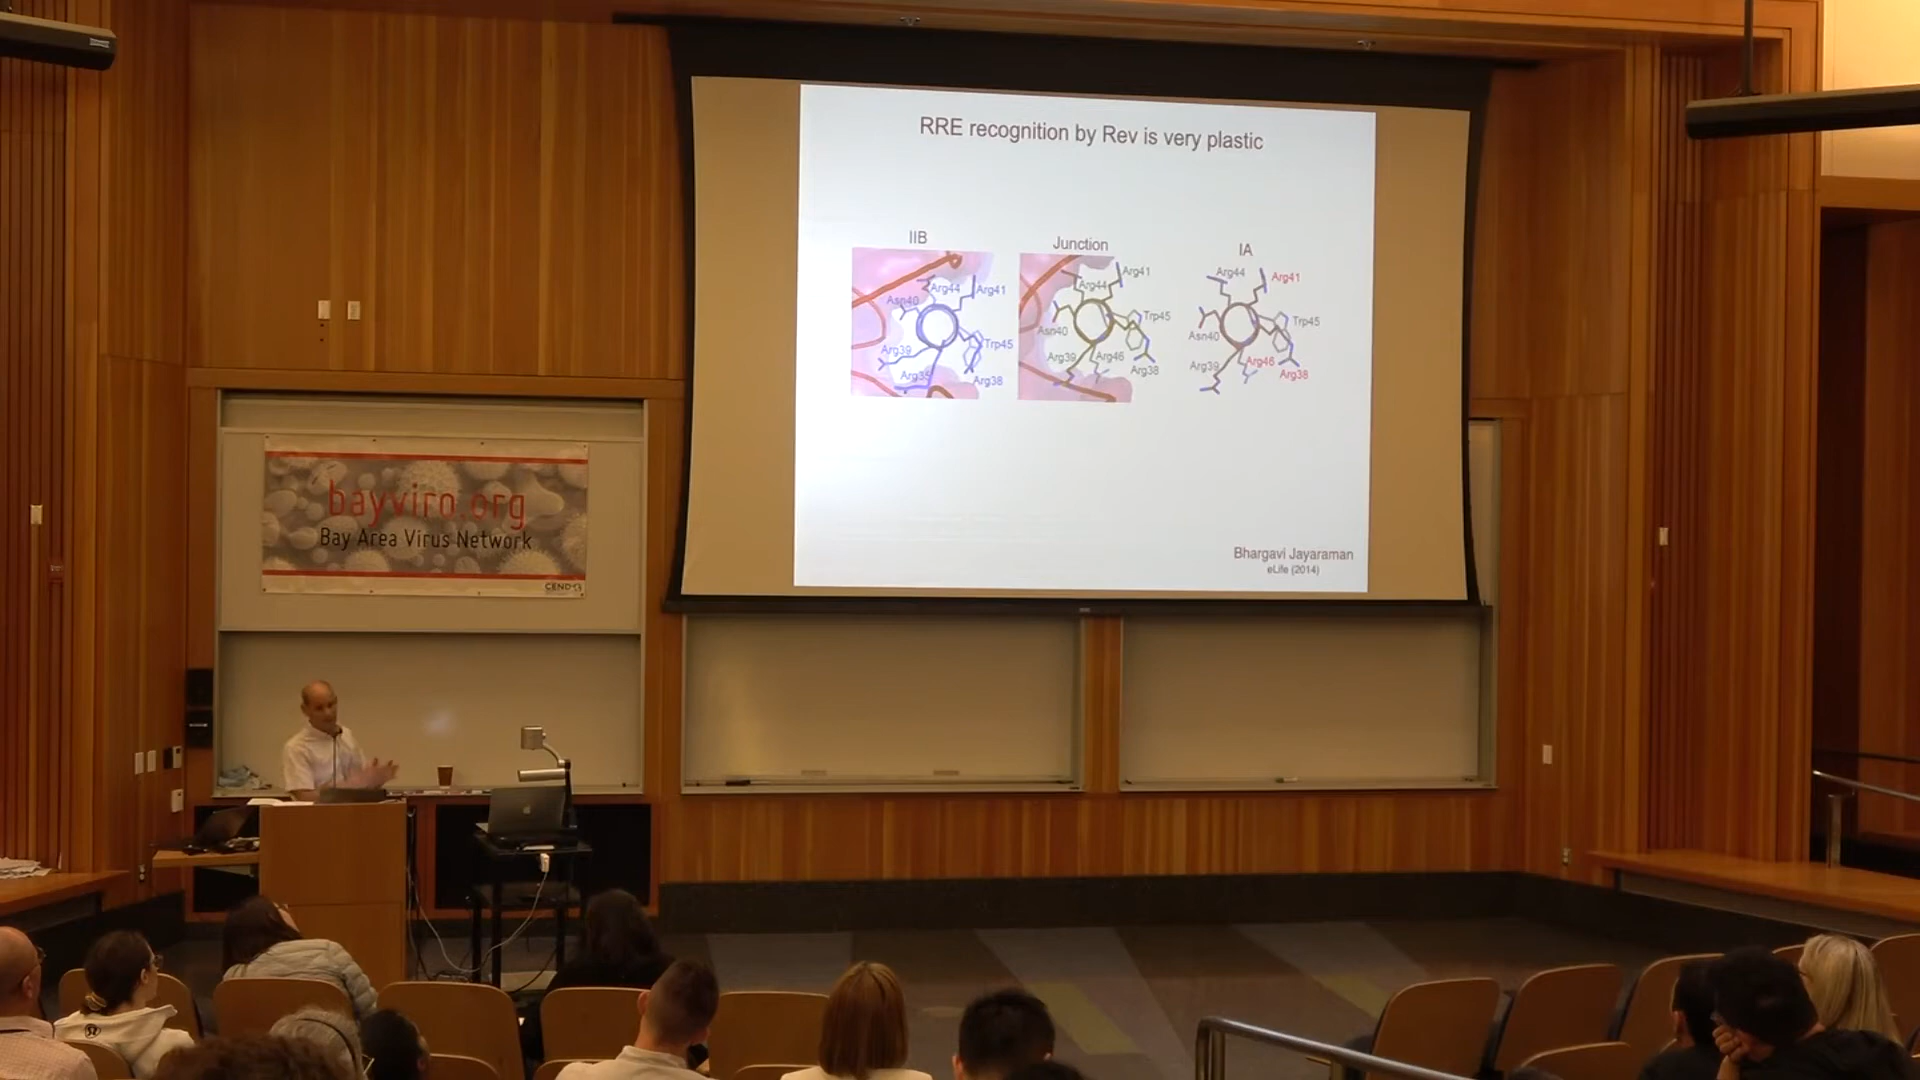 RRE recognition by Rev is very plastic
IIB
Junction
IA
Arg44
Arg41
Asn40
Trp45
Arg39
Arg35
Arg38
Arg41
Arg44
Trp45
Asn40
Arg39
Arg46
Arg38
Arg44
Arg41
Trp45
Asn40
Arg39
Arg46
Arg38
Bhargavi Jayaraman
eLife (2014)
bayviro.org
Bay Area Virus Network